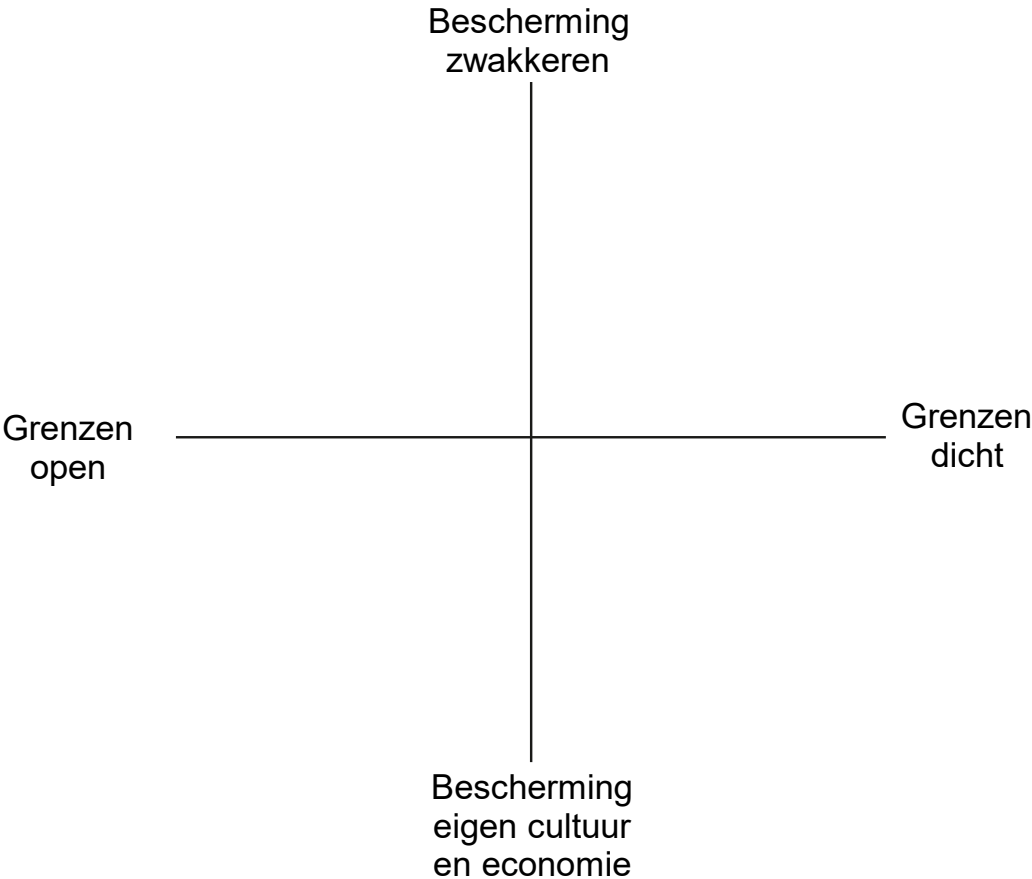 Bescherming
zwakkeren
Grenzen
open
Grenzen
dicht
Bescherming
eigen cultuur
en economie